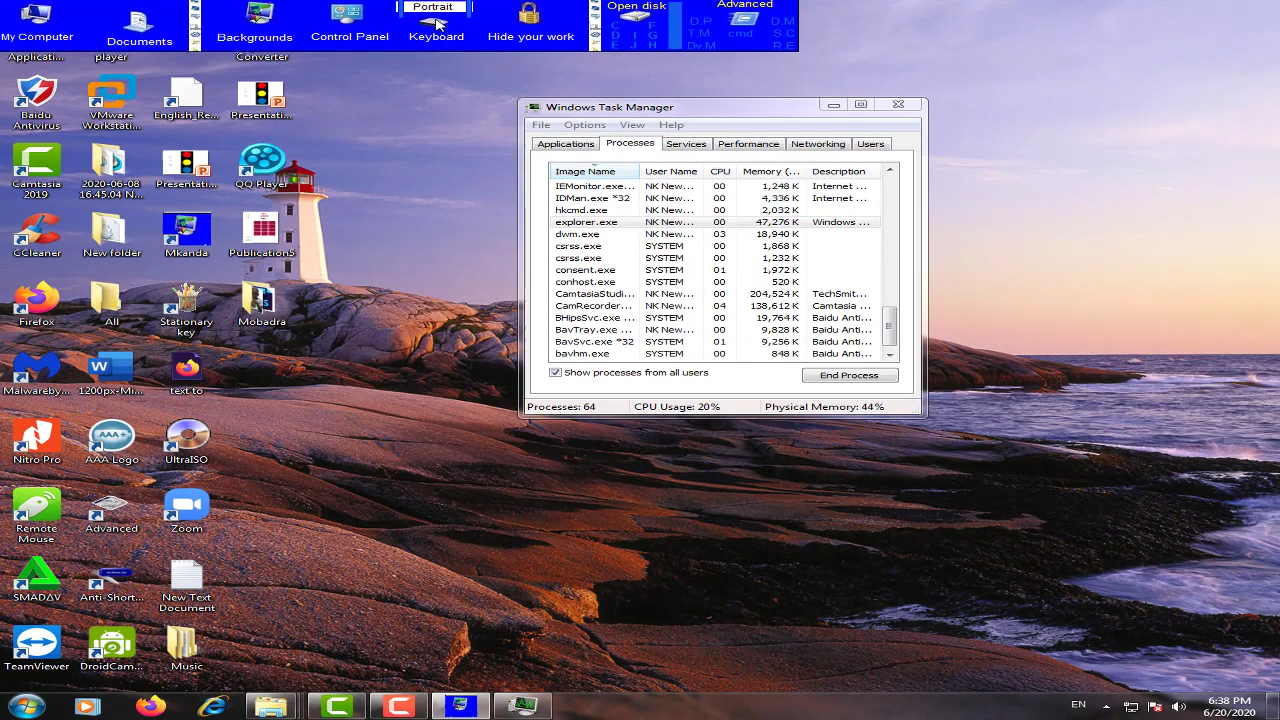 My Computer
Documents
Backgrounds
Control Panel
Portrait
Keyboard
Hide your work
Open disk
C F G
D I H
E J H
D.P
T.M
Dv.M
Advanced
cmd
D.M
S.C
R E
Applicati...
player
Converter
Baidu
Antivirus
VMware
Workstati...
English_Re...
Presentati...
Camtasia
2019
2020-06-08
16.45.04 N...
Presentati...
QQ Player
CCleaner
New folder
Mkanda
Publication5
Firefox
All
Stationary
key
Mobadra
Malwareby...
1200px-Mi...
text to
Nitro Pro
AAA Logo
UltraISO
Remote
Mouse
Advanced
Zoom
SMADΔV
Anti-Short...
New Text
Document
TeamViewer
DroidCam...
Music
Windows Task Manager
File Options View Help
Applications Processes Services Performance Networking Users
Image Name User Name CPU Memory (... Description
IEMonitor.exe... NK New... 00 1,248 K Internet ...
IDMan.exe *32 NK New... 00 4,336 K Internet ...
hkcmd.exe NK New... 00 2,032 K
explorer.exe NK New... 00 47,276 K Windows ...
dwm.exe NK New... 03 18,940 K
csrss.exe SYSTEM 00 1,868 K
csrss.exe SYSTEM 00 1,232 K
consent.exe SYSTEM 01 1,972 K
conhost.exe SYSTEM 00 520 K
CamtasiaStudi... NK New... 00 204,524 K TechSmit...
CamRecorder... NK New... 04 138,612 K Camtasia ...
BHipsSvc.exe ... SYSTEM 00 19,764 K Baidu Anti...
BavTray.exe ... NK New... 00 9,828 K Baidu Anti...
BavSvc.exe *32 SYSTEM 01 9,256 K Baidu Anti...
bavhm.exe SYSTEM 00 848 K Baidu Anti...
Show processes from all users
End Process
Processes: 64 CPU Usage: 20% Physical Memory: 44%
EN
6:38 PM
6/20/2020